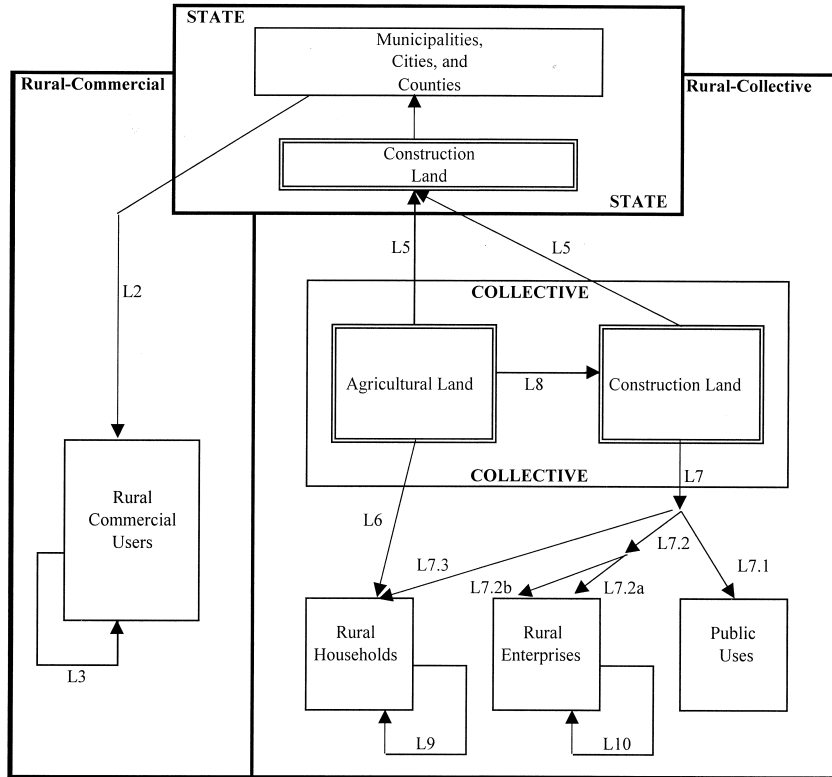 STATE
Municipalities,
Cities, and
Counties
Rural-Commercial
Rural-Collective
Construction
Land
STATE
L5
L5
L2
COLLECTIVE
Agricultural Land
L8
Construction Land
COLLECTIVE
L7
Rural
Commercial
Users
L6
L7.3
L7.2
L7.1
L7.2b
L7.2a
Rural
Households
Rural
Enterprises
Public
Uses
L3
L9
L10